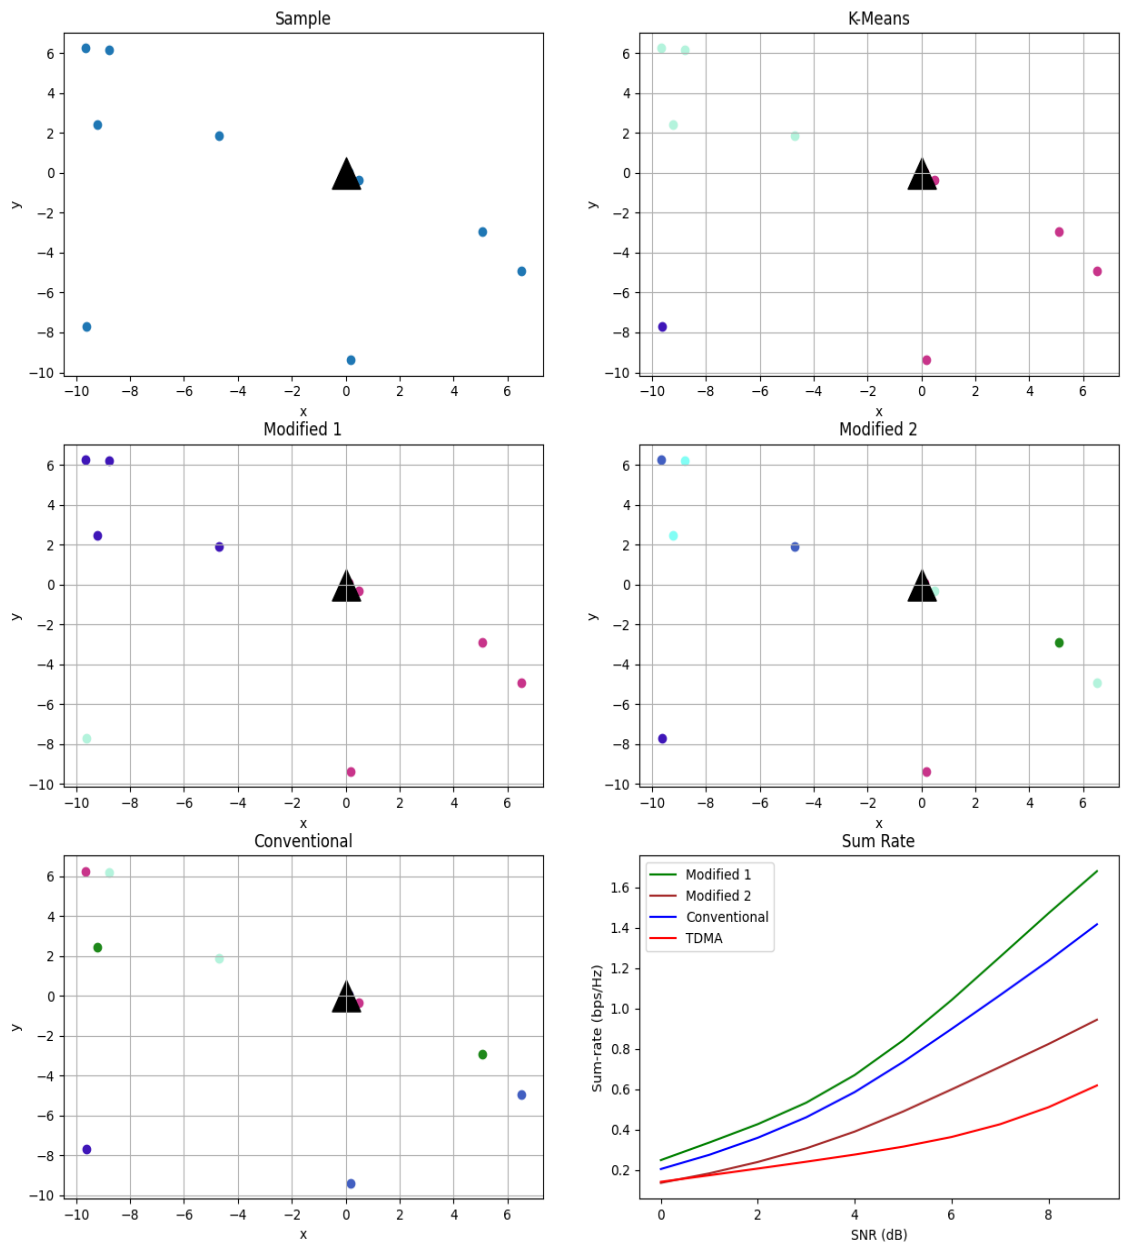 Sample
6
4
2
0
−2
−4
−6
−8
−10
y
−10 −8 −6 −4 −2 0 2 4 6
x
K-Means
6
4
2
0
−2
−4
−6
−8
−10
y
−10 −8 −6 −4 −2 0 2 4 6
x
Modified 1
6
4
2
0
−2
−4
−6
−8
−10
y
−10 −8 −6 −4 −2 0 2 4 6
x
Modified 2
6
4
2
0
−2
−4
−6
−8
−10
y
−10 −8 −6 −4 −2 0 2 4 6
x
Conventional
6
4
2
0
−2
−4
−6
−8
−10
y
−10 −8 −6 −4 −2 0 2 4 6
x
Sum Rate
Modified 1
Modified 2
Conventional
TDMA
1.6
1.4
1.2
1.0
0.8
0.6
0.4
0.2
Sum-rate (bps/Hz)
0 2 4 6 8
SNR (dB)